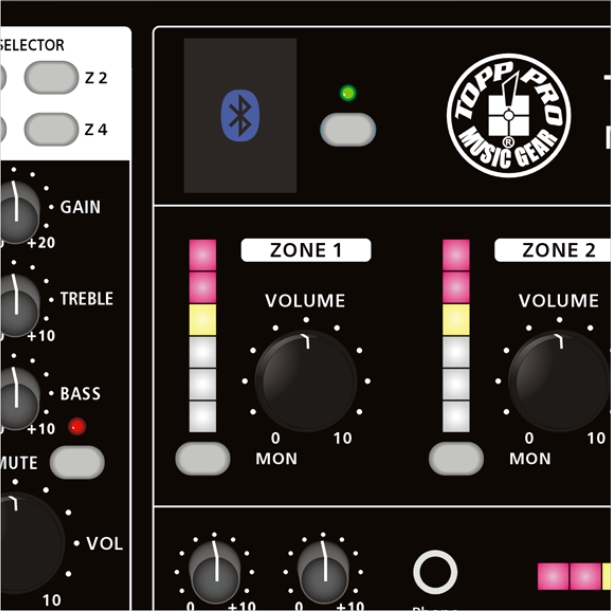 SELECTOR
Z 2
Z 4
GAIN
+20
TREBLE
+10
BASS
+10
MUTE
VOL
10
TOPP PRO
MUSIC GEAR
®
ZONE 1
VOLUME
0 10
MON
ZONE 2
VOLUME
0 10
MON
0 +10
0 +10